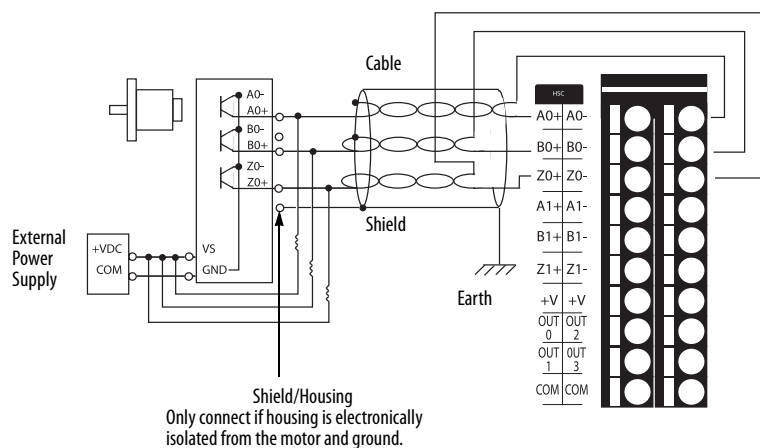 Cable
HSC
A0-
A0+
B0-
B0+
Z0-
Z0+
A0+ A0-
B0+ B0-
Z0+ Z0-
A1+ A1-
B1+ B1-
Z1+ Z1-
+V +V
OUT 0 OUT 2
OUT 1 0UT 3
COM COM
Shield
External
Power
Supply
+VDC
COM
VS
GND
Earth
Shield/Housing
Only connect if housing is electronically
isolated from the motor and ground.